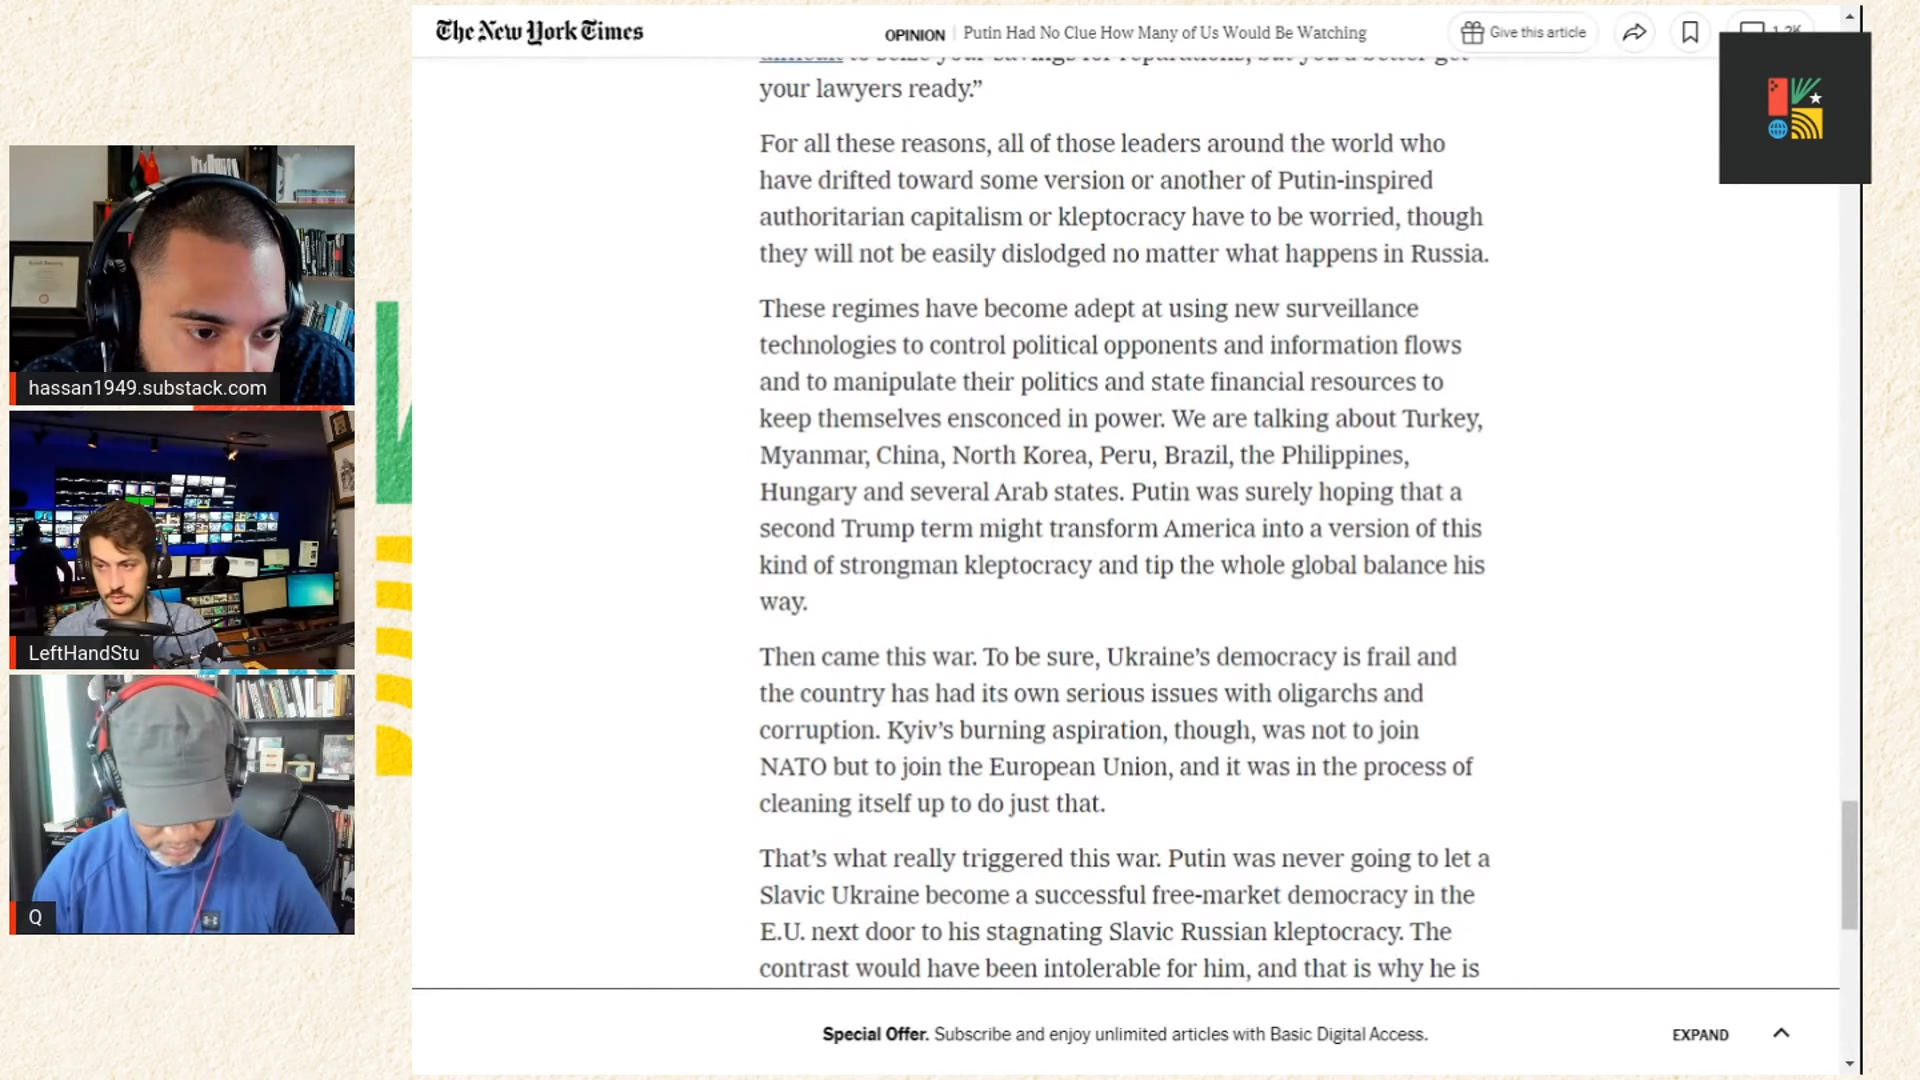 The New York Times
OPINION
Putin Had No Clue How Many of Us Would Be Watching
Give this article
1.2K
difficult to seize your savings for reparations, but you'd better get
your lawyers ready.”
For all these reasons, all of those leaders around the world who
have drifted toward some version or another of Putin-inspired
authoritarian capitalism or kleptocracy have to be worried, though
they will not be easily dislodged no matter what happens in Russia.
These regimes have become adept at using new surveillance
technologies to control political opponents and information flows
and to manipulate their politics and state financial resources to
keep themselves ensconced in power. We are talking about Turkey,
Myanmar, China, North Korea, Peru, Brazil, the Philippines,
Hungary and several Arab states. Putin was surely hoping that a
second Trump term might transform America into a version of this
kind of strongman kleptocracy and tip the whole global balance his
way.
Then came this war. To be sure, Ukraine’s democracy is frail and
the country has had its own serious issues with oligarchs and
corruption. Kyiv’s burning aspiration, though, was not to join
NATO but to join the European Union, and it was in the process of
cleaning itself up to do just that.
That’s what really triggered this war. Putin was never going to let a
Slavic Ukraine become a successful free-market democracy in the
E.U. next door to his stagnating Slavic Russian kleptocracy. The
contrast would have been intolerable for him, and that is why he is
Special Offer. Subscribe and enjoy unlimited articles with Basic Digital Access.
EXPAND
hassan1949.substack.com
LeftHandStu
Q